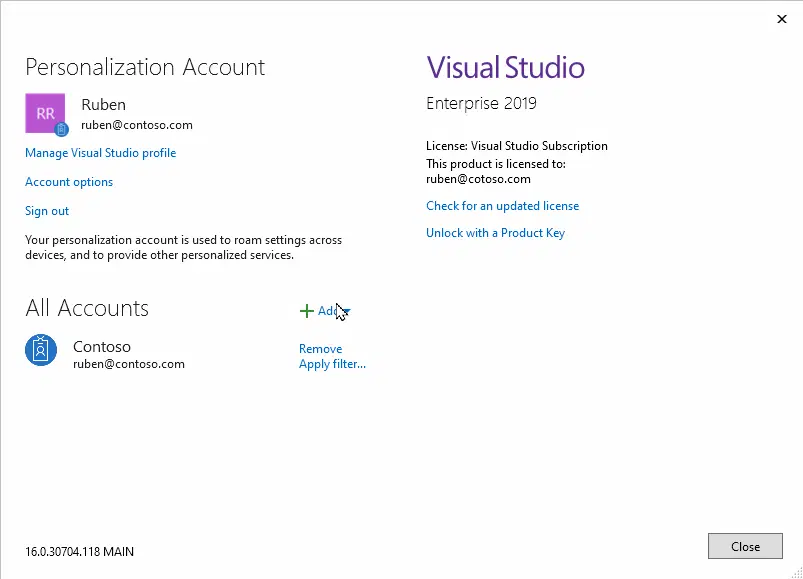 Personalization Account
RR
Ruben
ruben@contoso.com
Manage Visual Studio profile
Account options
Sign out
Your personalization account is used to roam settings across
devices, and to provide other personalized services.
All Accounts
Add
Contoso
ruben@contoso.com
Remove
Apply filter...
Visual Studio
Enterprise 2019
License: Visual Studio Subscription
This product is licensed to:
ruben@cotoso.com
Check for an updated license
Unlock with a Product Key
16.0.30704.118 MAIN
Close